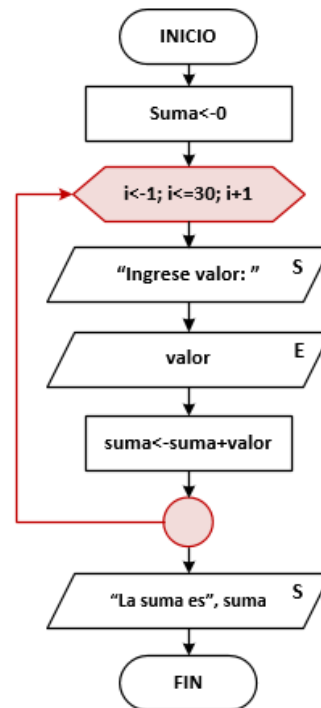 INICIO
Suma<-0
i<-1; i<=30; i+1
“Ingrese valor: ” S
valor E
suma<-suma+valor
“La suma es”, suma S
FIN